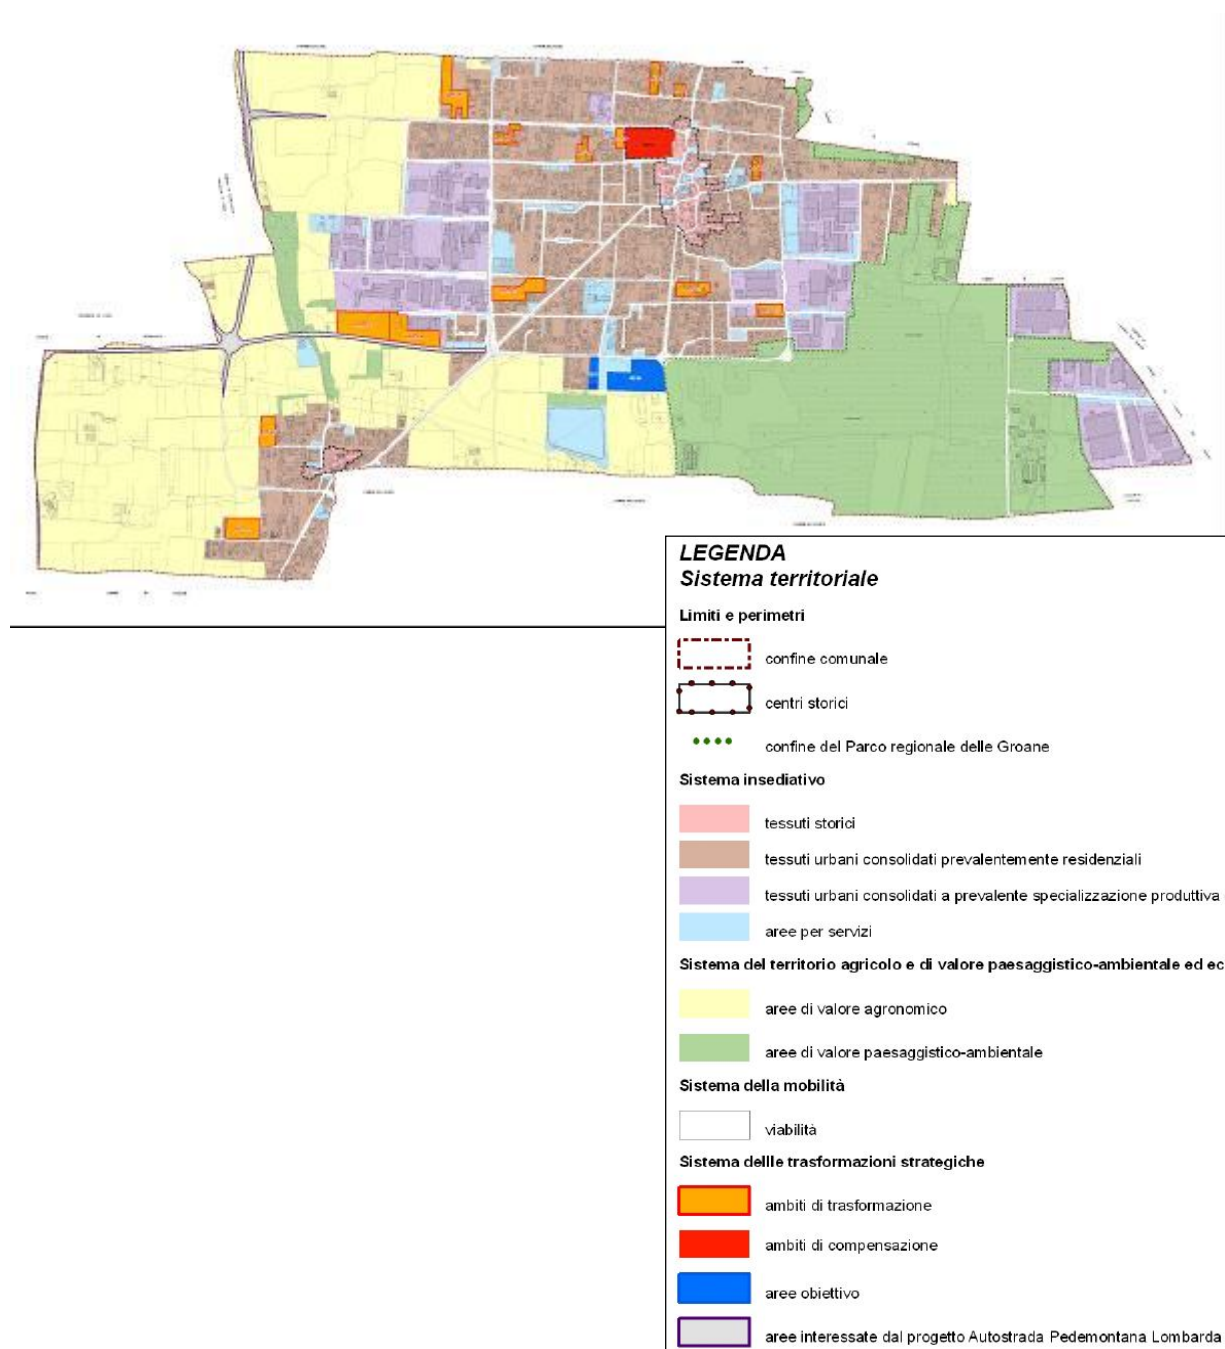 LEGENDA
Sistema territoriale
Limiti e perimetri
confine comunale
centri storici
confine del Parco regionale delle Groane
Sistema insediativo
tessuti storici
tessuti urbani consolidati prevalentemente residenziali
tessuti urbani consolidati a prevalente specializzazione produttiva
aree per servizi
Sistema del territorio agricolo e di valore paesaggistico-ambientale ed ec
aree di valore agronomico
aree di valore paesaggistico-ambientale
Sistema della mobilità
viabilità
Sistema dellle trasformazioni strategiche
ambiti di trasformazione
ambiti di compensazione
aree obiettivo
aree interessate dal progetto Autostrada Pedemontana Lombarda